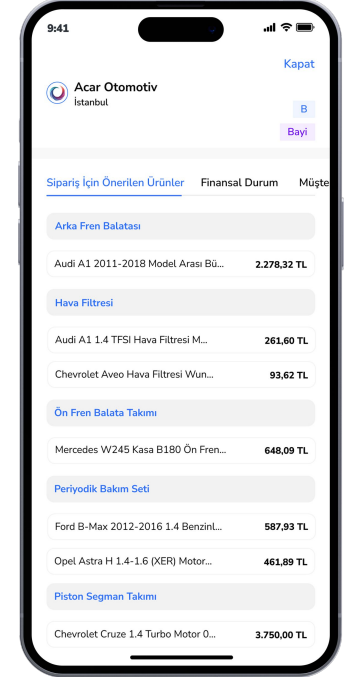 9:41
Kapat
Acar Otomotiv
İstanbul
B
Bayi
Sipariş İçin Önerilen Ürünler Finansal Durum Müşte
Arka Fren Balatası
Audi A1 2011-2018 Model Arası Bü... 2.278,32 TL
Hava Filtresi
Audi A1 1.4 TFSI Hava Filtresi M... 261,60 TL
Chevrolet Aveo Hava Filtresi Wun... 93,62 TL
Ön Fren Balata Takımı
Mercedes W245 Kasa B180 Ön Fren... 648,09 TL
Periyodik Bakım Seti
Ford B-Max 2012-2016 1.4 Benzinl... 587,93 TL
Opel Astra H 1.4-1.6 (XER) Motor... 461,89 TL
Piston Segman Takımı
Chevrolet Cruze 1.4 Turbo Motor 0... 3.750,00 TL